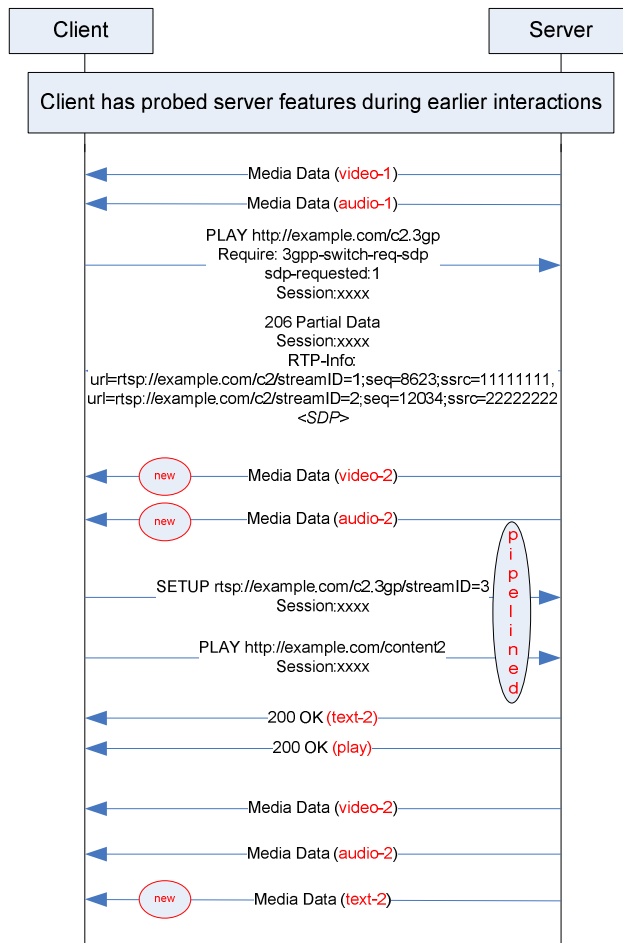 Client
Server
Client has probed server features during earlier interactions
Media Data (video-1)
Media Data (audio-1)
PLAY http://example.com/c2.3gp
Require: 3gpp-switch-req-sdp
sdp-requested:1
Session:xxxx
206 Partial Data
Session:xxxx
RTP-Info:
url=rtsp://example.com/c2/streamID=1;seq=8623;ssrc=11111111,
url=rtsp://example.com/c2/streamID=2;seq=12034;ssrc=22222222
<SDP>
new
Media Data (video-2)
new
Media Data (audio-2)
pipelined
SETUP rtsp://example.com/c2.3gp/streamID=3
Session:xxxx
PLAY http://example.com/content2
Session:xxxx
200 OK (text-2)
200 OK (play)
Media Data (video-2)
Media Data (audio-2)
new
Media Data (text-2)